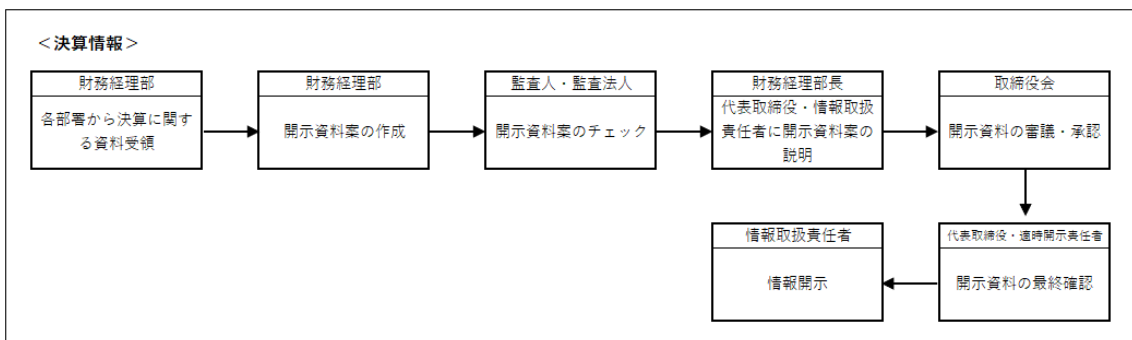 ＜決算情報＞
財務経理部
各部署から決算に関す
る資料受領
財務経理部
開示資料案の作成
監査人・監査法人
開示資料案のチェック
財務経理部長
代表取締役・情報取扱
責任者に開示資料案の
説明
取締役会
開示資料の審議・承認
代表取締役・適時開示責任者
開示資料の最終確認
情報取扱責任者
情報開示